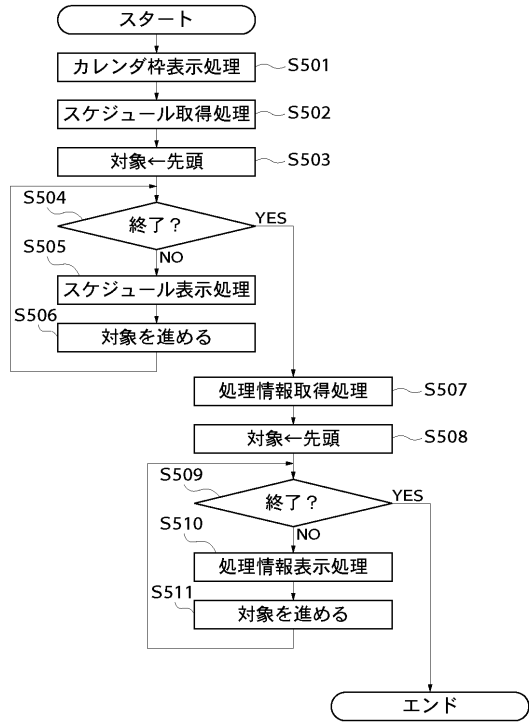 スタート
カレンダ枠表示処理
S501
スケジュール取得処理
S502
対象←先頭
S503
S504
終了？
YES
NO
S505
スケジュール表示処理
S506
対象を進める
処理情報取得処理
S507
対象←先頭
S508
S509
終了？
YES
NO
S510
処理情報表示処理
S511
対象を進める
エンド